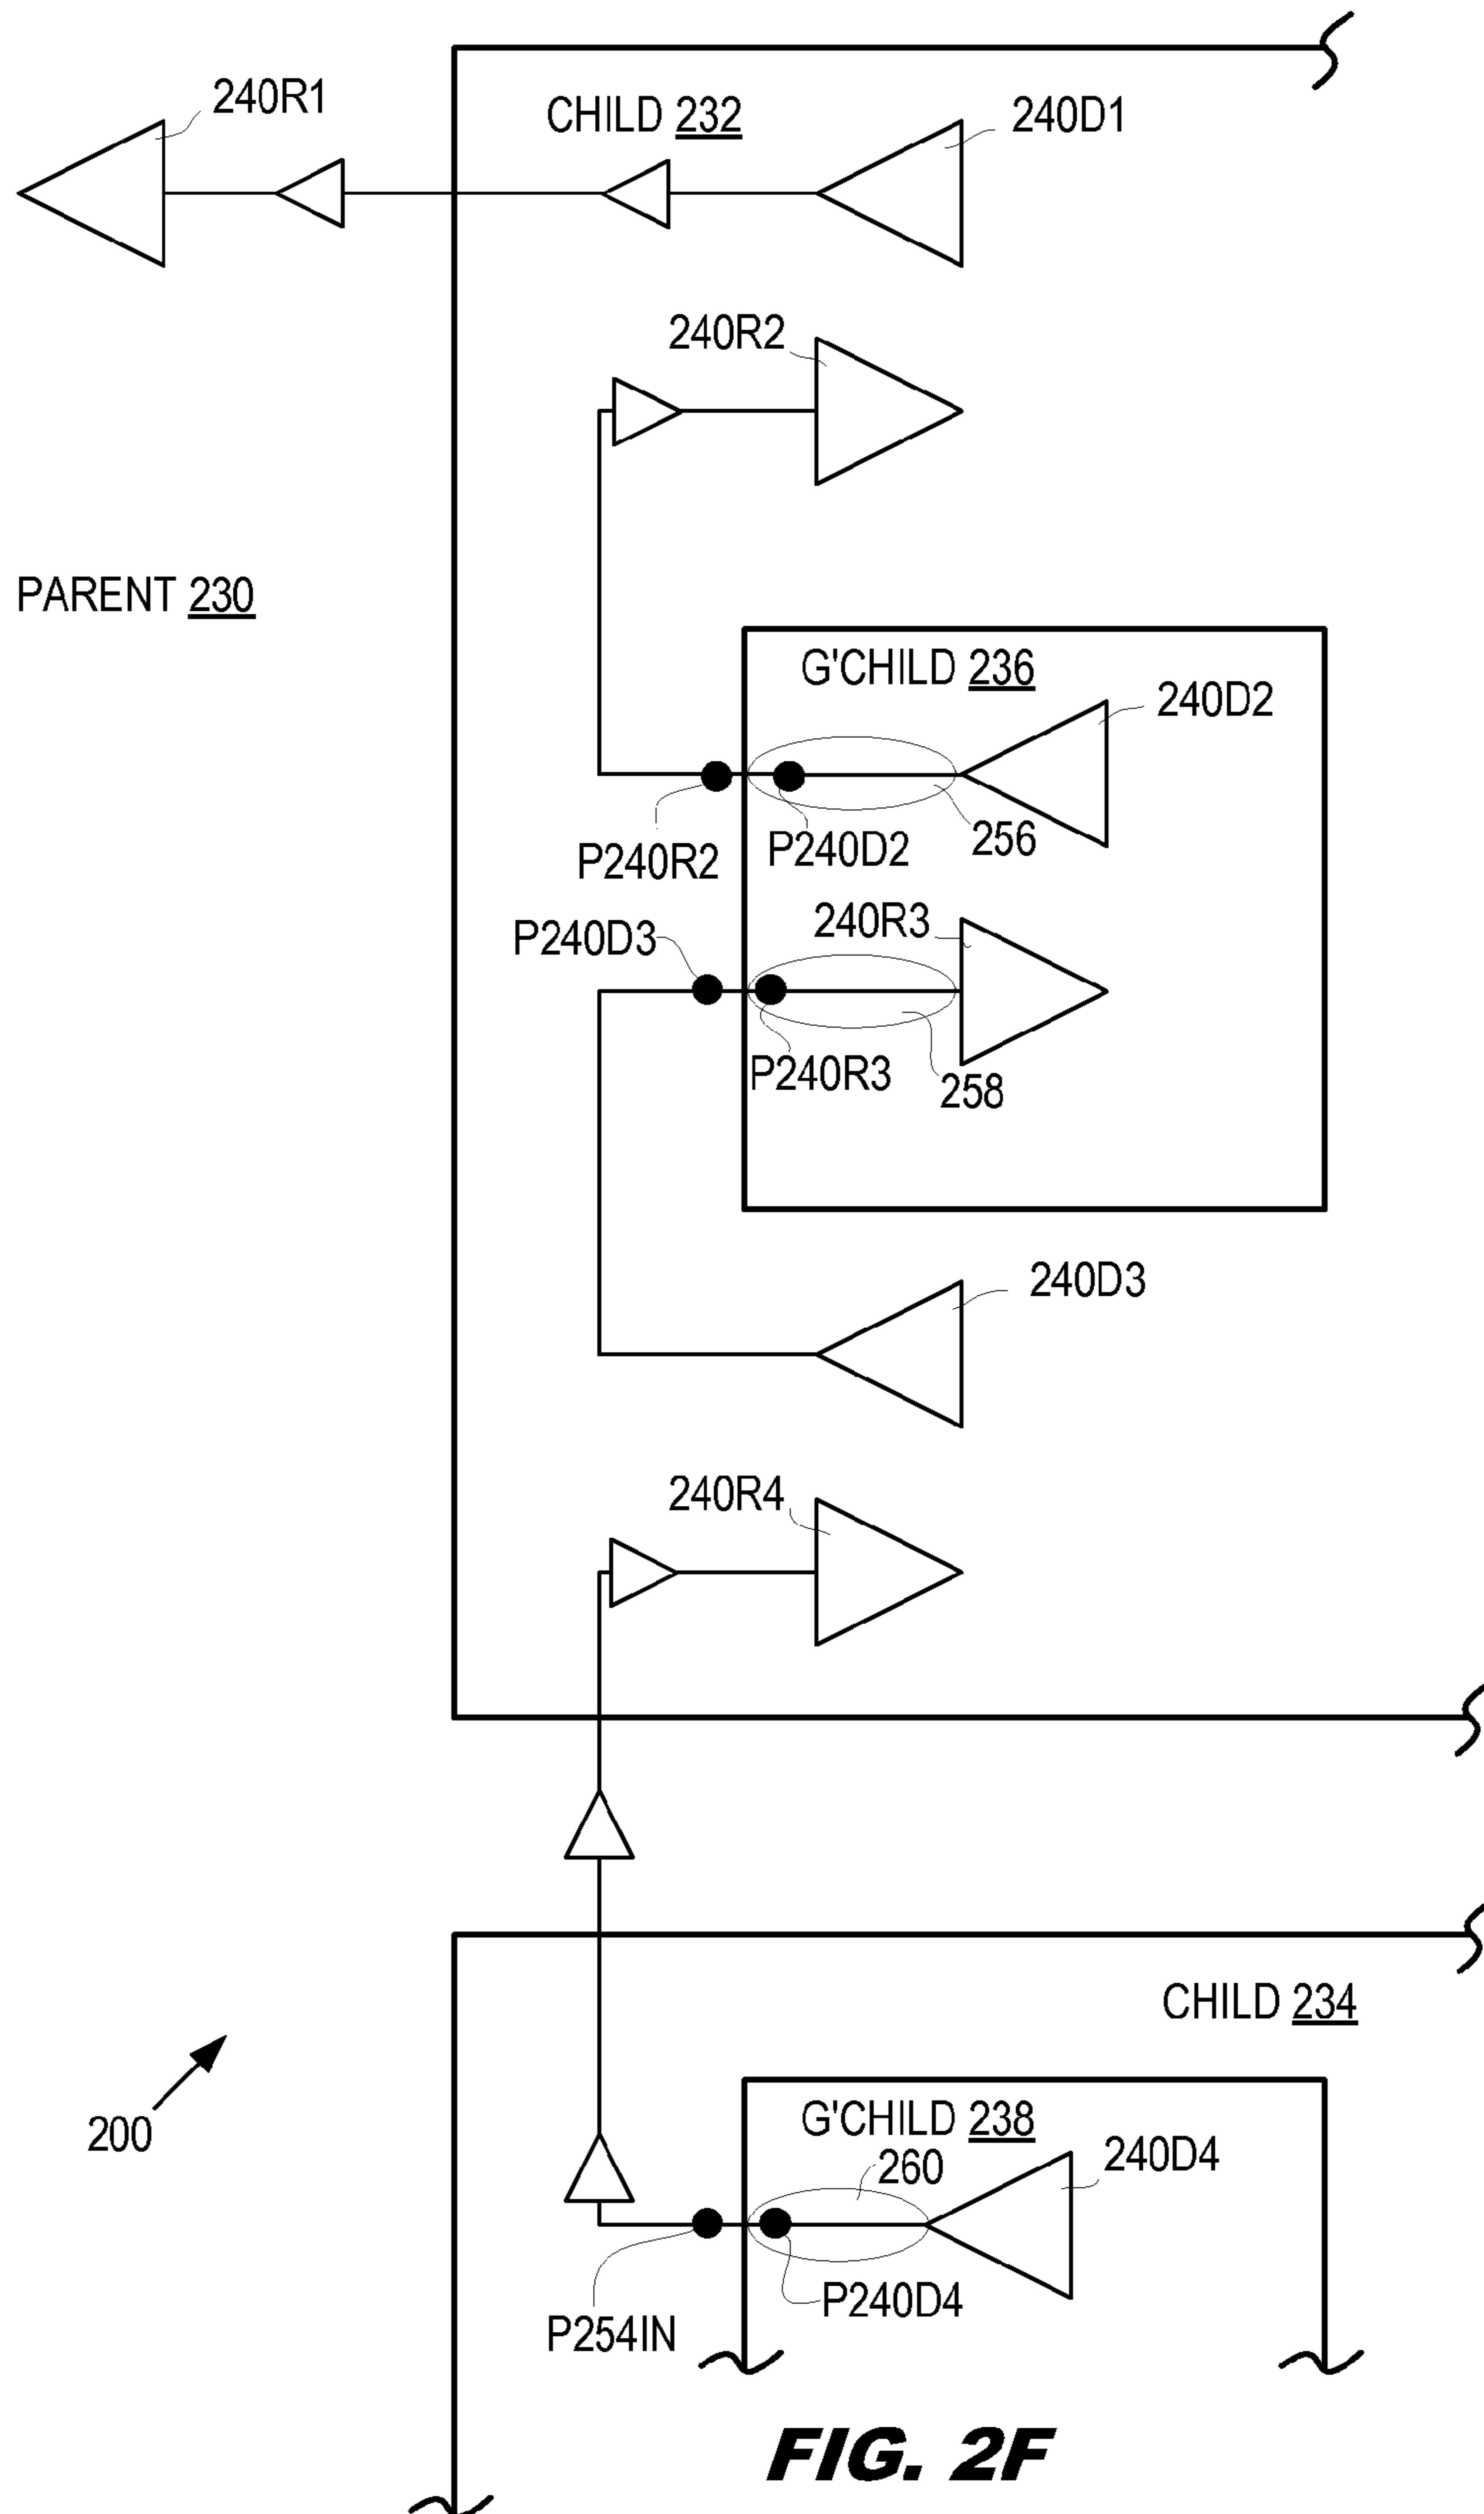 240R1
CHILD 232
240D1
240R2
PARENT 230
G'CHILD 236
240D2
P240R2
P240D2
256
P240D3
240R3
P240R3
258
240D3
240R4
CHILD 234
200
G'CHILD 238
260
240D4
P240D4
P254IN
FIG. 2F